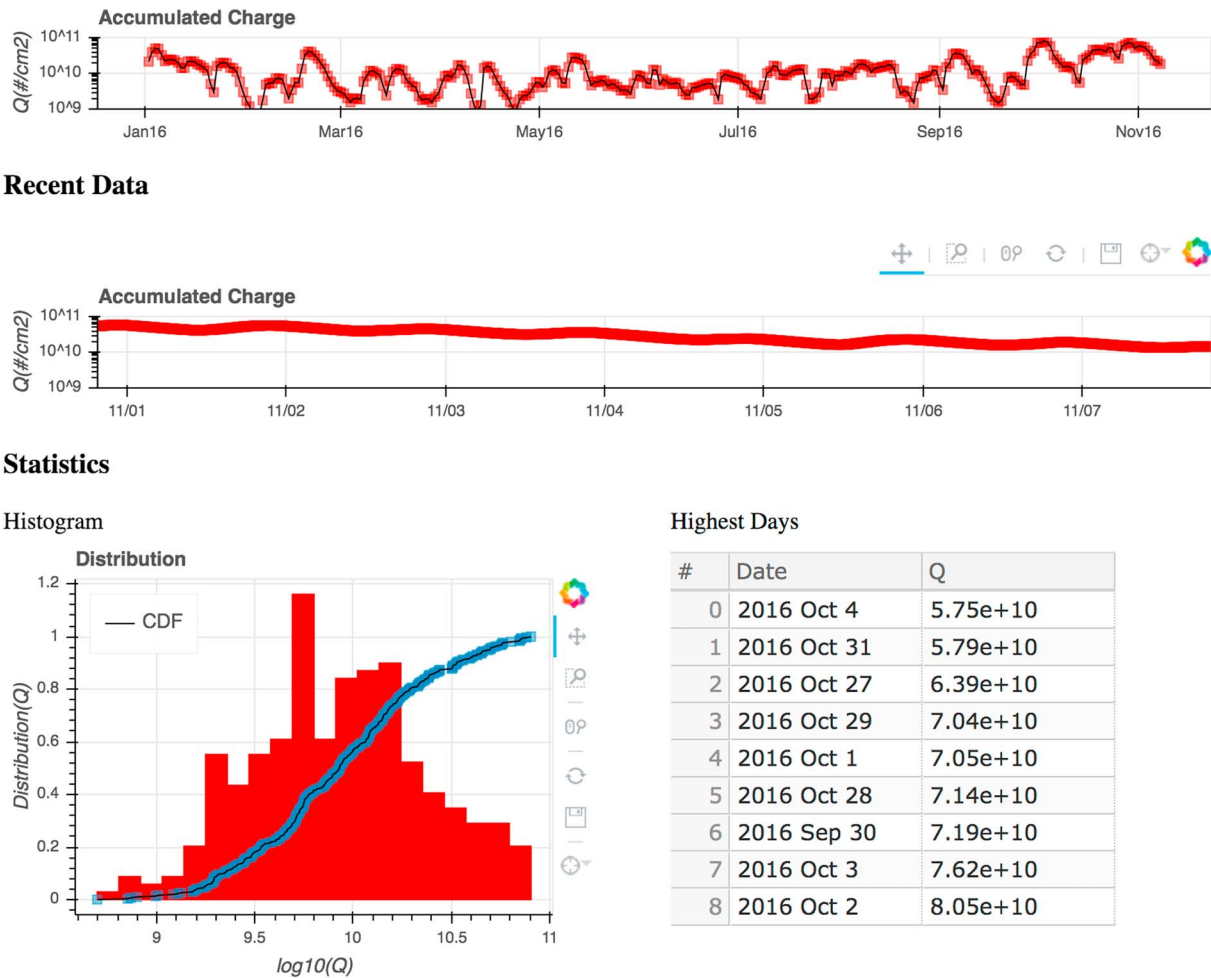 Accumulated Charge
Q(#/cm2)
10^11
10^10
10^9
Jan16 Mar16 May16 Jul16 Sep16 Nov16
Recent Data
Accumulated Charge
Q(#/cm2)
10^11
10^10
10^9
11/01 11/02 11/03 11/04 11/05 11/06 11/07
Statistics
Histogram
Distribution
CDF
Distribution(Q)
1.2
1
0.8
0.6
0.4
0.2
0
9 9.5 10 10.5 11
log10(Q)
Highest Days
# Date Q
0 2016 Oct 4 5.75e+10
1 2016 Oct 31 5.79e+10
2 2016 Oct 27 6.39e+10
3 2016 Oct 29 7.04e+10
4 2016 Oct 1 7.05e+10
5 2016 Oct 28 7.14e+10
6 2016 Sep 30 7.19e+10
7 2016 Oct 3 7.62e+10
8 2016 Oct 2 8.05e+10